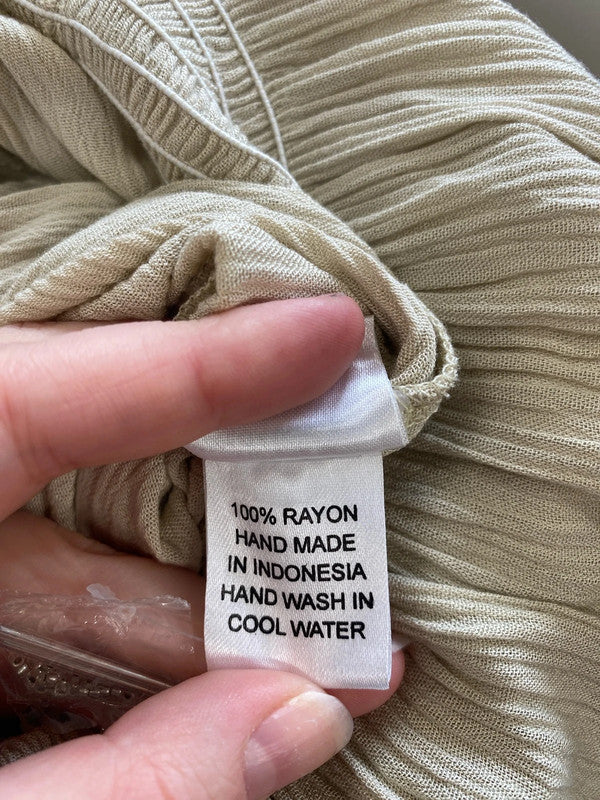 100% RAYON
HAND MADE
IN INDONESIA
HAND WASH IN
COOL WATER